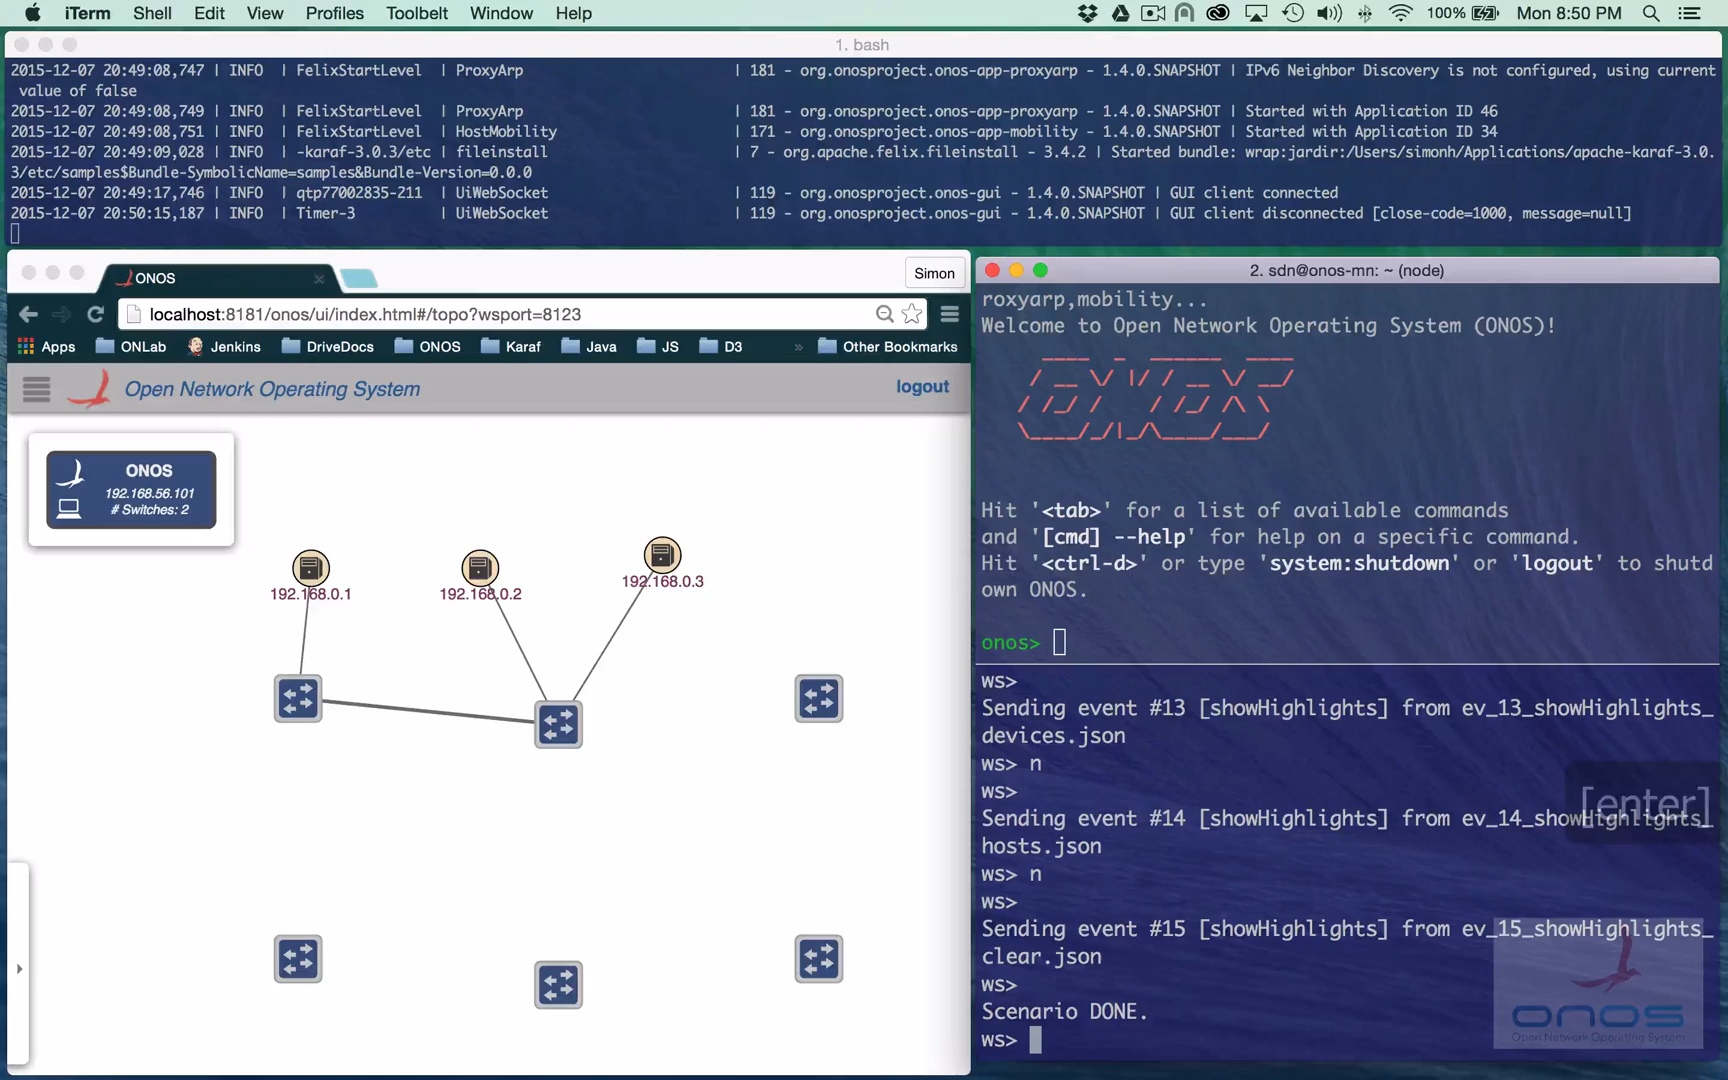 iTerm Shell Edit View Profiles Toolbelt Window Help 100% Mon 8:50 PM
1. bash
2015-12-07 20:49:08,747 | INFO | FelixStartLevel | ProxyArp | 181 - org.onosproject.onos-app-proxyarp - 1.4.0.SNAPSHOT | IPv6 Neighbor Discovery is not configured, using current
value of false
2015-12-07 20:49:08,749 | INFO | FelixStartLevel | ProxyArp | 181 - org.onosproject.onos-app-proxyarp - 1.4.0.SNAPSHOT | Started with Application ID 46
2015-12-07 20:49:08,751 | INFO | FelixStartLevel | HostMobility | 171 - org.onosproject.onos-app-mobility - 1.4.0.SNAPSHOT | Started with Application ID 34
2015-12-07 20:49:09,028 | INFO | -karaf-3.0.3/etc | fileinstall | 7 - org.apache.felix.fileinstall - 3.4.2 | Started bundle: wrap:jardir:/Users/simonh/Applications/apache-karaf-3.0.
3/etc/samples$Bundle-SymbolicName=samples&Bundle-Version=0.0.0
2015-12-07 20:49:17,746 | INFO | qtp77002835-211 | UiWebSocket | 119 - org.onosproject.onos-gui - 1.4.0.SNAPSHOT | GUI client connected
2015-12-07 20:50:15,187 | INFO | Timer-3 | UiWebSocket | 119 - org.onosproject.onos-gui - 1.4.0.SNAPSHOT | GUI client disconnected [close-code=1000, message=null]
ONOS
Simon
localhost:8181/onos/ui/index.html#/topo?wsport=8123
Apps ONLab Jenkins DriveDocs ONOS Karaf Java JS D3 » Other Bookmarks
Open Network Operating System
logout
ONOS
192.168.56.101
# Switches: 2
192.168.0.1
192.168.0.2
192.168.0.3
2. sdn@onos-mn: ~ (node)
roxyarp,mobility...
Welcome to Open Network Operating System (ONOS)!
ONOS
Hit '<tab>' for a list of available commands
and '[cmd] --help' for help on a specific command.
Hit '<ctrl-d>' or type 'system:shutdown' or 'logout' to shutd
own ONOS.
onos>
ws>
Sending event #13 [showHighlights] from ev_13_showHighlights_
devices.json
ws> n
ws>
Sending event #14 [showHighlights] from ev_14_showHighlights_
hosts.json
ws> n
ws>
Sending event #15 [showHighlights] from ev_15_showHighlights_
clear.json
ws>
Scenario DONE.
ws>
[enter]
onos
Open Network Operating System